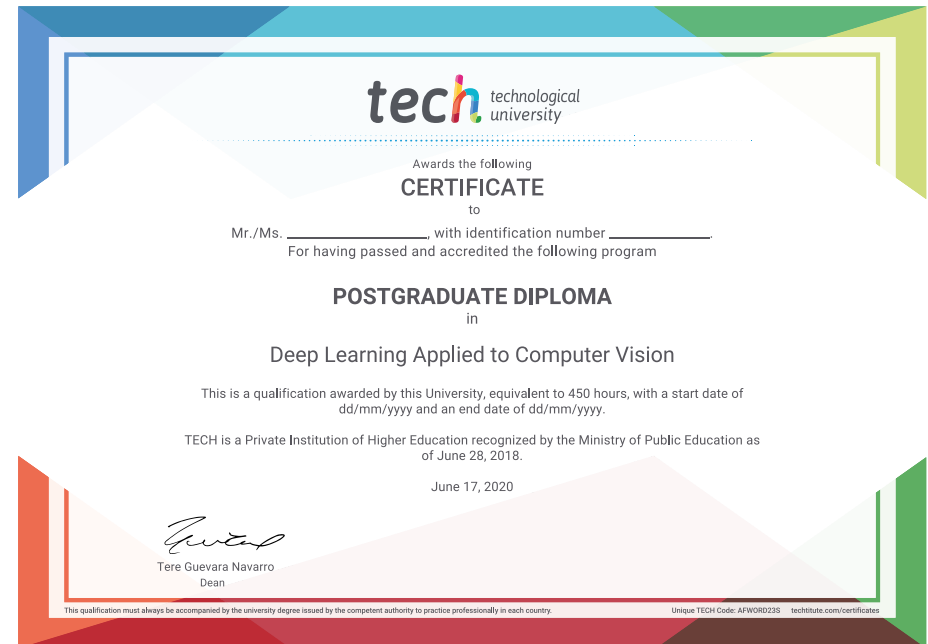 tech technological
university
Awards the following
CERTIFICATE
to
Mr./Ms. ____________________, with identification number ______________.
For having passed and accredited the following program
POSTGRADUATE DIPLOMA
in
Deep Learning Applied to Computer Vision
This is a qualification awarded by this University, equivalent to 450 hours, with a start date of
dd/mm/yyyy and an end date of dd/mm/yyyy.
TECH is a Private Institution of Higher Education recognized by the Ministry of Public Education as
of June 28, 2018.
June 17, 2020
Tere Guevara Navarro
Dean
This qualification must always be accompanied by the university degree issued by the competent authority to practice professionally in each country. Unique TECH Code: AFWORD23S techtitute.com/certificates